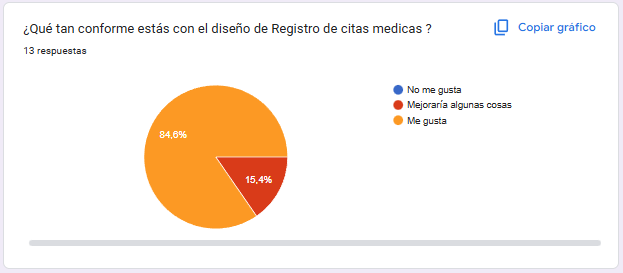 ¿Qué tan conforme estás con el diseño de Registro de citas medicas ?
Copiar gráfico
13 respuestas
No me gusta
Mejoraría algunas cosas
Me gusta
84,6%
15,4%